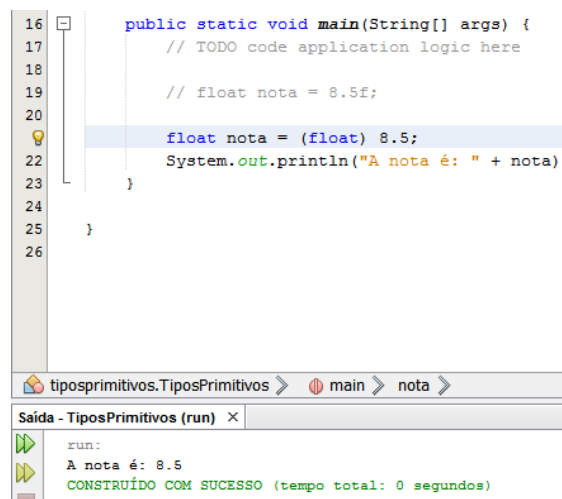 16 public static void main(String[] args) {
17 // TODO code application logic here
18
19 // float nota = 8.5f;
20
float nota = (float) 8.5;
22 System.out.println("A nota é: " + nota)
23 }
24
25 }
26
tiposprimitivos.TiposPrimitivos main nota
Saída - TiposPrimitivos (run) ×
run:
A nota é: 8.5
CONSTRUÍDO COM SUCESSO (tempo total: 0 segundos)